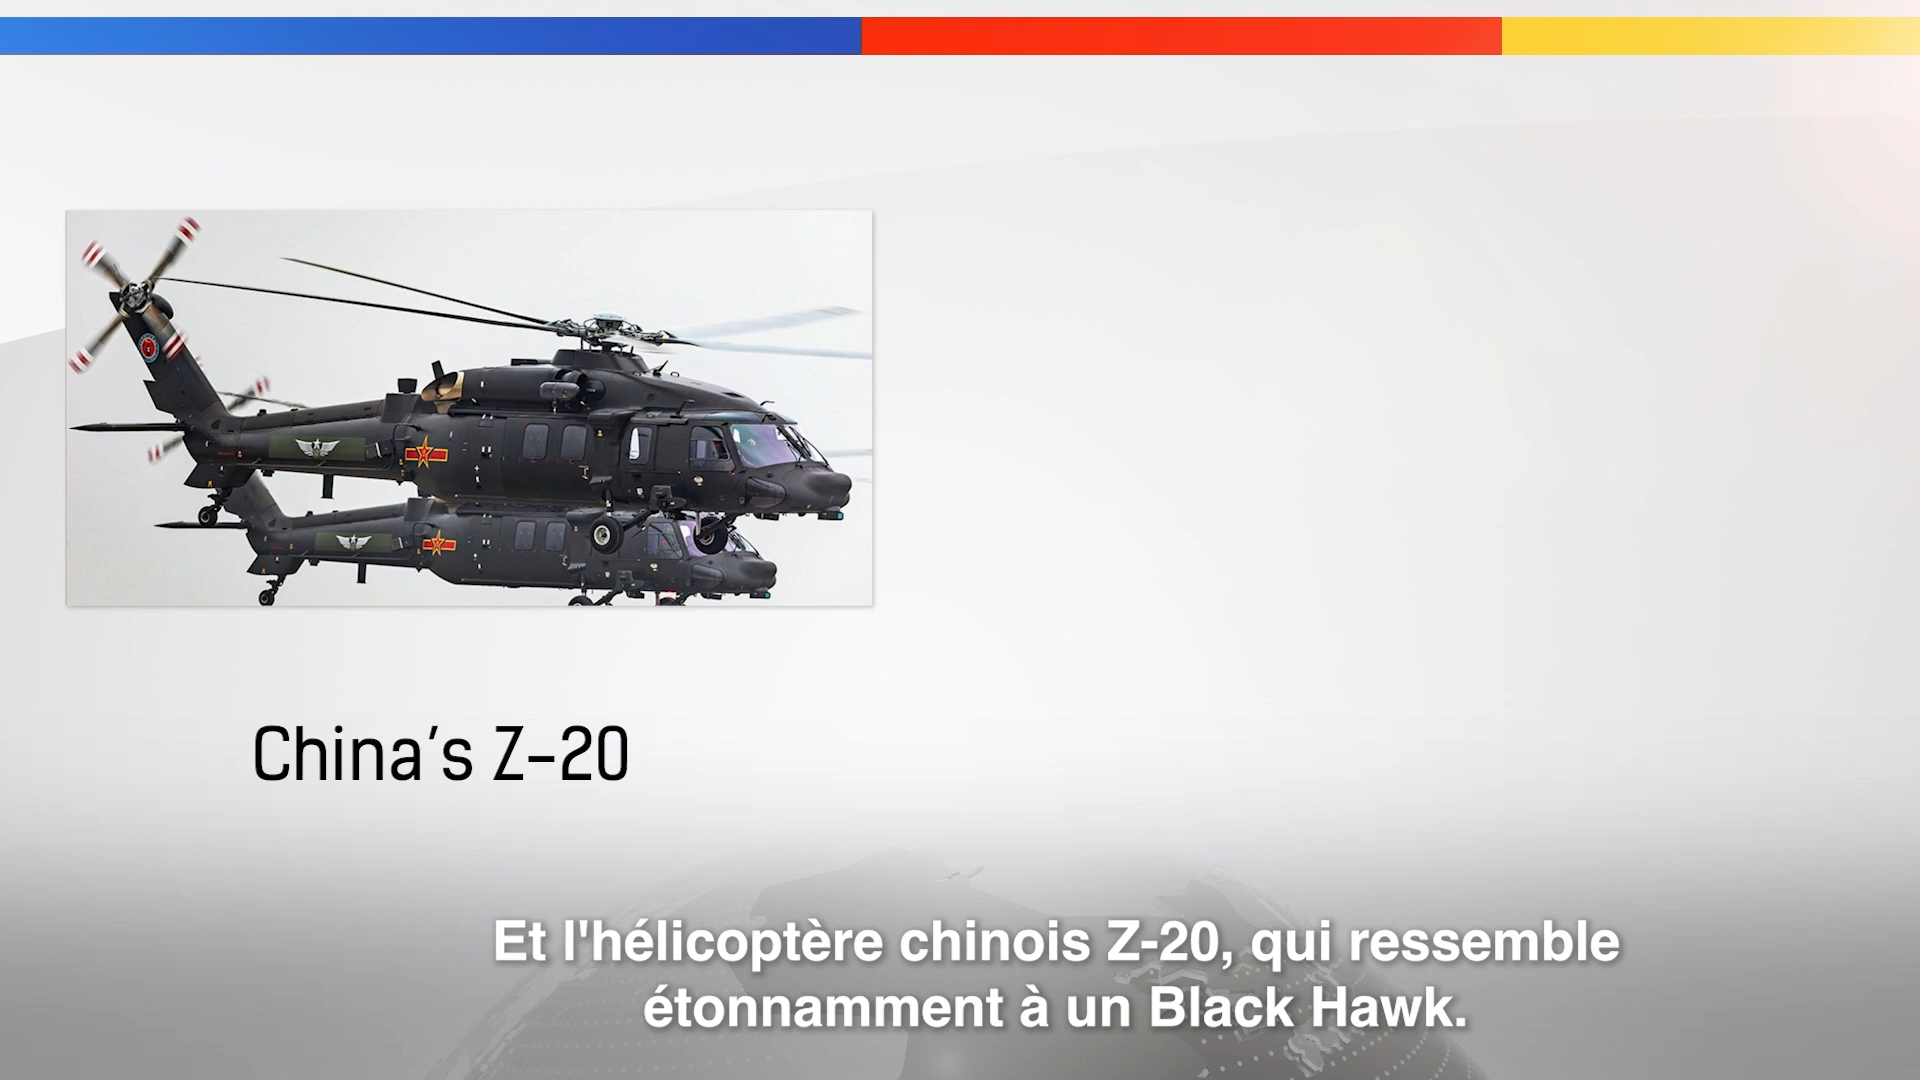 China's Z-20
Et l'hélicoptère chinois Z-20, qui ressemble
étonnamment à un Black Hawk.